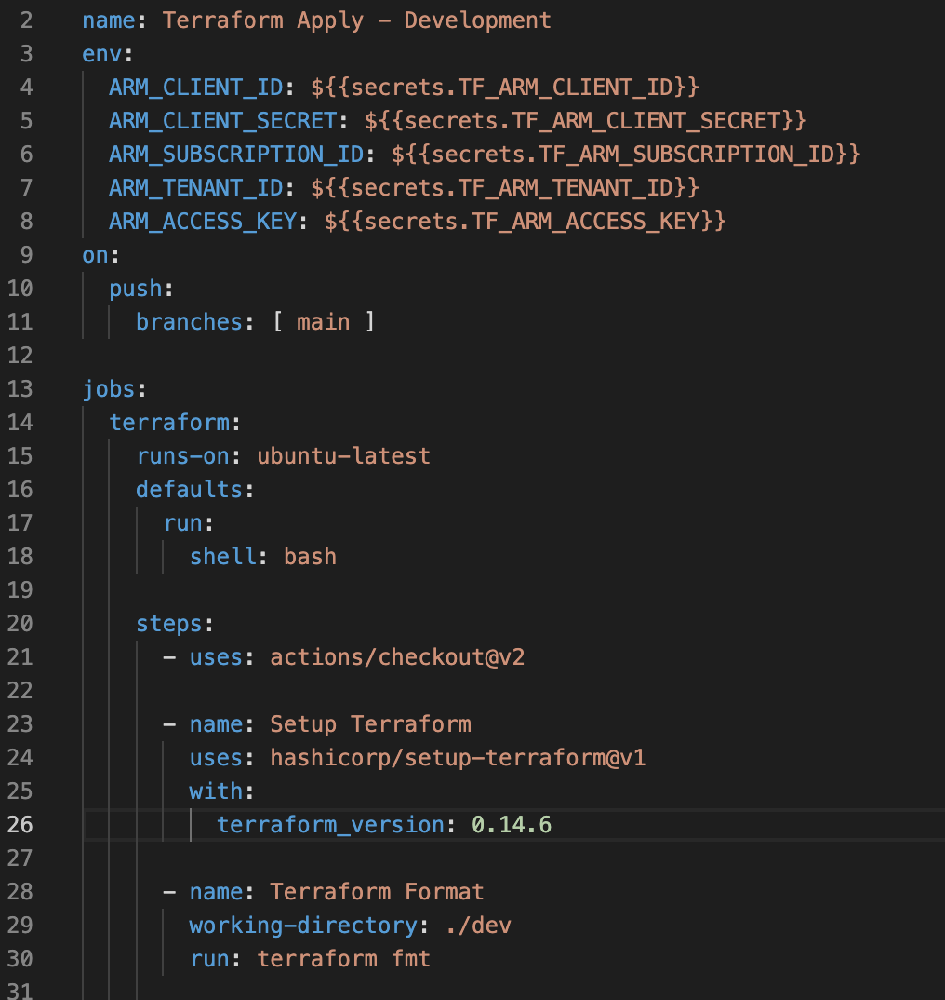 2 name: Terraform Apply - Development
3 env:
4 ARM_CLIENT_ID: ${{secrets.TF_ARM_CLIENT_ID}}
5 ARM_CLIENT_SECRET: ${{secrets.TF_ARM_CLIENT_SECRET}}
6 ARM_SUBSCRIPTION_ID: ${{secrets.TF_ARM_SUBSCRIPTION_ID}}
7 ARM_TENANT_ID: ${{secrets.TF_ARM_TENANT_ID}}
8 ARM_ACCESS_KEY: ${{secrets.TF_ARM_ACCESS_KEY}}
9 on:
10 push:
11 branches: [ main ]
12
13 jobs:
14 terraform:
15 runs-on: ubuntu-latest
16 defaults:
17 run:
18 shell: bash
19
20 steps:
21 - uses: actions/checkout@v2
22
23 - name: Setup Terraform
24 uses: hashicorp/setup-terraform@v1
25 with:
26 terraform_version: 0.14.6
27
28 - name: Terraform Format
29 working-directory: ./dev
30 run: terraform fmt
31